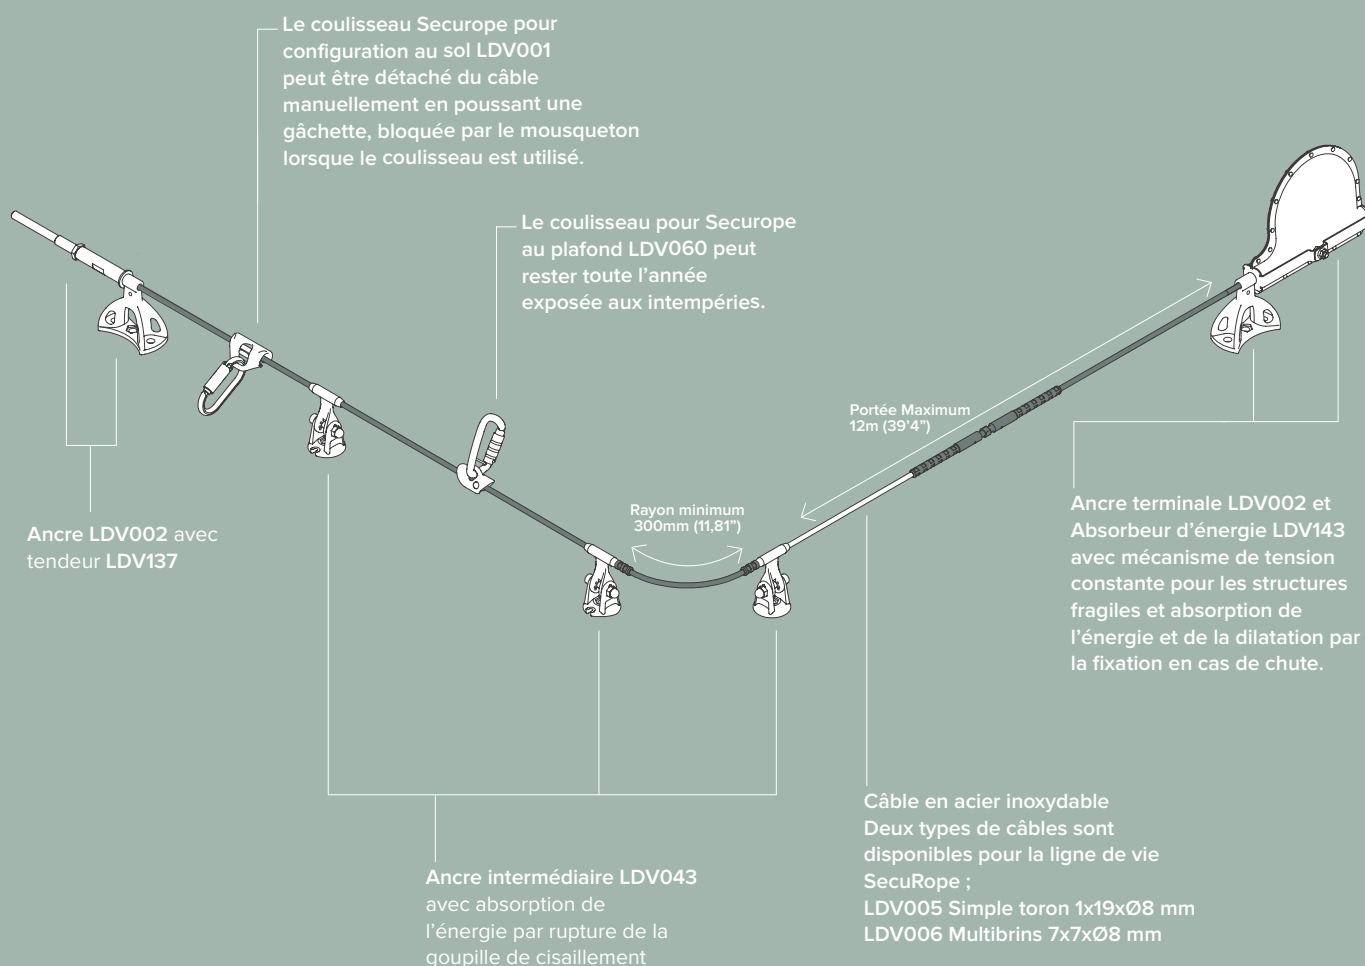 Le coulisseau Securope pour
configuration au sol LDV001
peut être détaché du câble
manuellement en poussant une
gâchette, bloquée par le mousqueton
lorsque le coulisseau est utilisé.
Le coulisseau pour Securope
au plafond LDV060 peut
rester toute l’année
exposée aux intempéries.
Portée Maximum
12m (39’4”)
Rayon minimum
300mm (11,81”)
Ancre LDV002 avec
tendeur LDV137
Ancre terminale LDV002 et
Absorbeur d’énergie LDV143
avec mécanisme de tension
constante pour les structures
fragiles et absorption de
l’énergie et de la dilatation par
la fixation en cas de chute.
Ancre intermédiaire LDV043
avec absorption de
l’énergie par rupture de la
goupille de cisaillement
Câble en acier inoxydable
Deux types de câbles sont
disponibles pour la ligne de vie
SecuRope ;
LDV005 Simple toron 1x19xØ8 mm
LDV006 Multibrins 7x7xØ8 mm